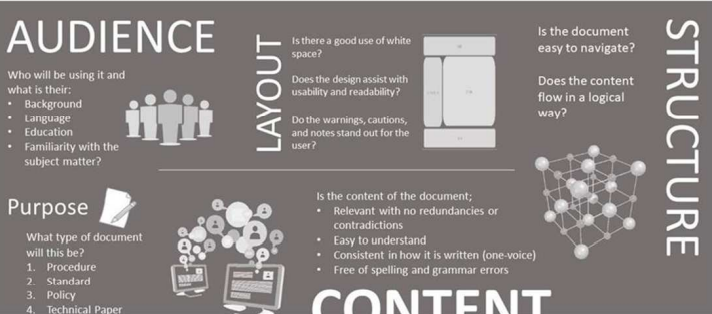 AUDIENCE
Who will be using it and
what is their:
• Background
• Language
• Education
• Familiarity with the
subject matter?
LAYOUT
Is there a good use of white
space?
Does the design assist with
usability and readability?
Do the warnings, cautions,
and notes stand out for the
user?
Is the document
easy to navigate?
Does the content
flow in a logical
way?
STRUCTURE
Purpose
What type of document
will this be?
1. Procedure
2. Standard
3. Policy
4. Technical Paper
Is the content of the document;
• Relevant with no redundancies or
contradictions
• Easy to understand
• Consistent in how it is written (one-voice)
• Free of spelling and grammar errors
CONTENT